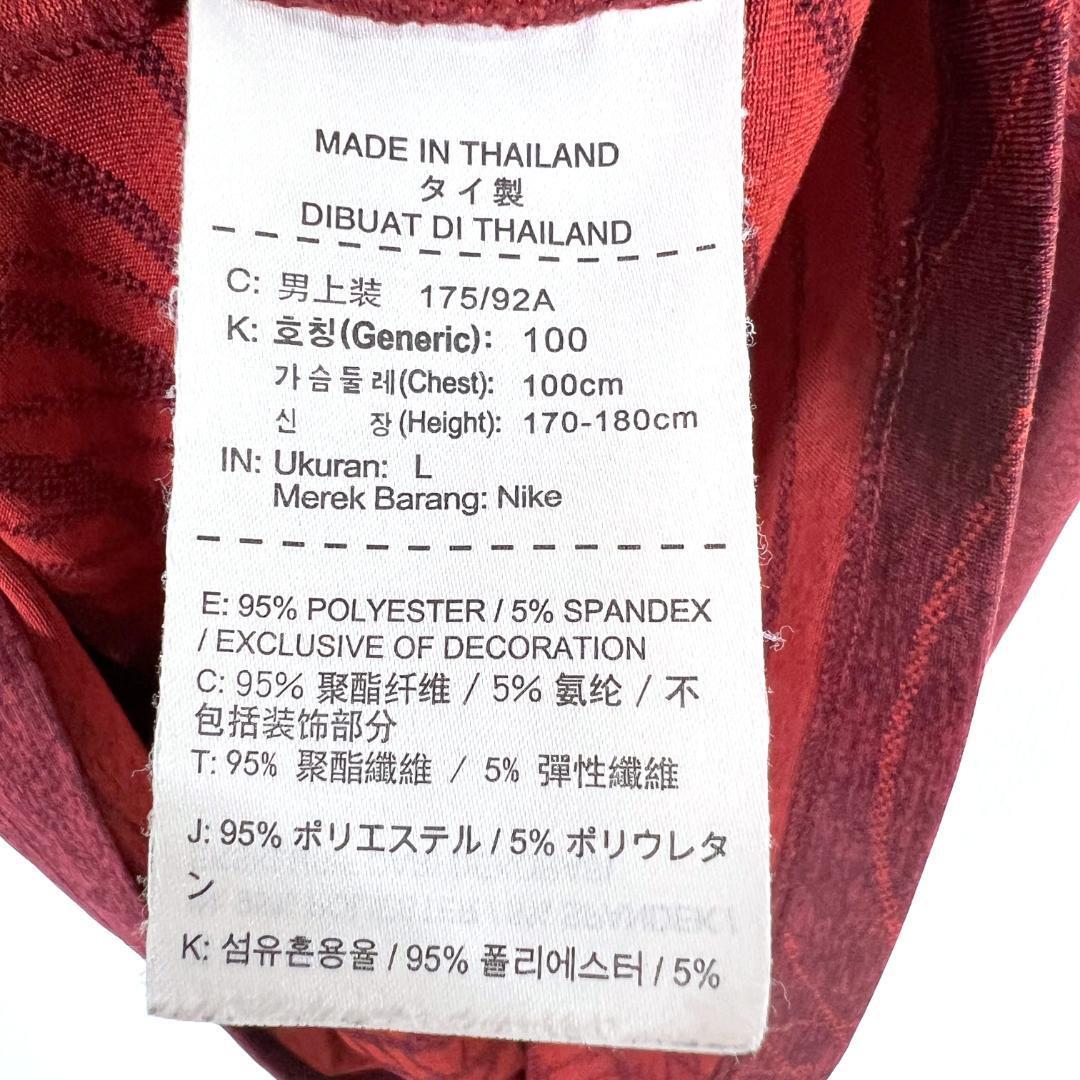 MADE IN THAILAND
タイ製
DIBUAT DI THAILAND
C: 男上装 175/92A
K: 호칭(Generic): 100
가슴둘레(Chest): 100cm
신 장(Height): 170-180cm
IN: Ukuran: L
Merek Barang: Nike
E: 95% POLYESTER / 5% SPANDEX
/ EXCLUSIVE OF DECORATION
C: 95% 聚酯纤维 / 5% 氨纶 / 不
包括装饰部分
T: 95% 聚酯纖維 / 5% 彈性纖維
J: 95% ポリエステル / 5% ポリウレタ
ン
K: 섬유혼용율 / 95% 폴리에스터 / 5%